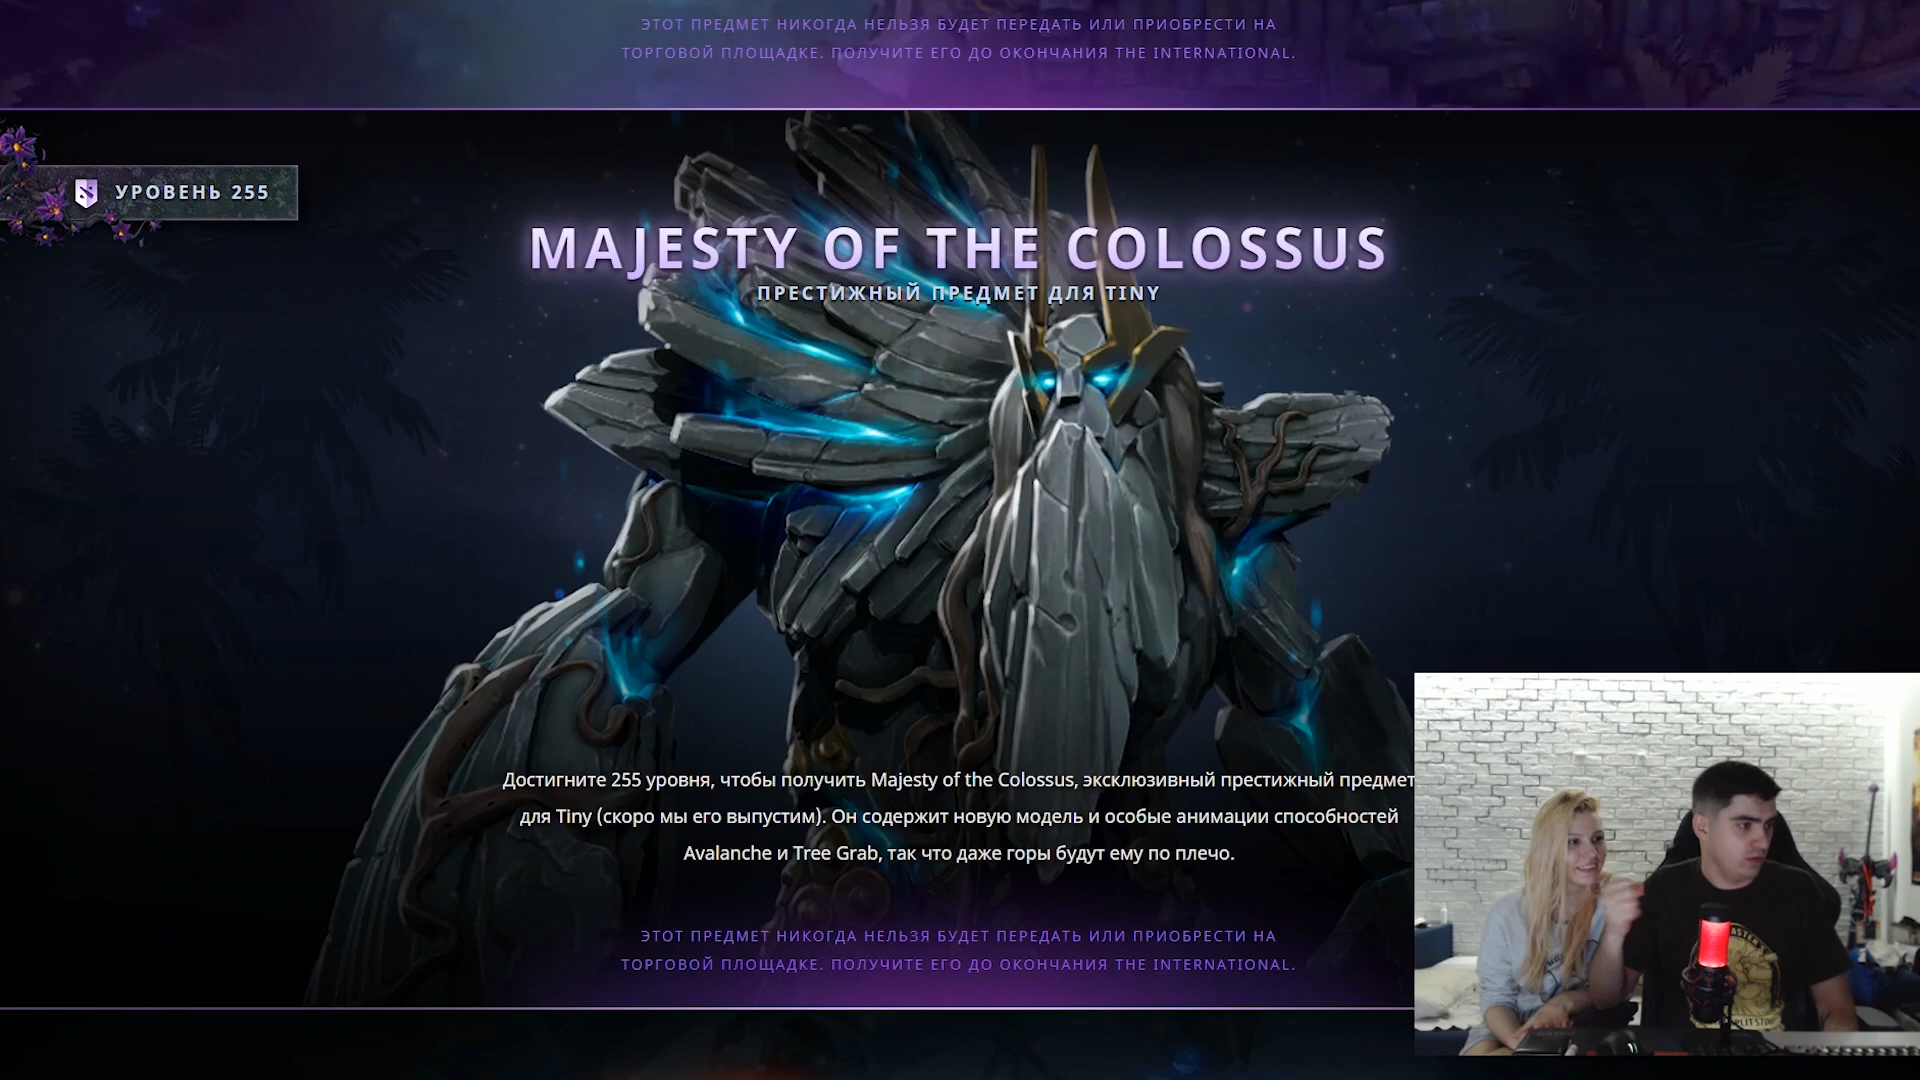 ЭТОТ ПРЕДМЕТ НИКОГДА НЕЛЬЗЯ БУДЕТ ПЕРЕДАТЬ ИЛИ ПРИОБРЕСТИ НА
ТОРГОВОЙ ПЛОЩАДКЕ. ПОЛУЧИТЕ ЕГО ДО ОКОНЧАНИЯ THE INTERNATIONAL.
УРОВЕНЬ 255
MAJESTY OF THE COLOSSUS
ПРЕСТИЖНЫЙ ПРЕДМЕТ ДЛЯ TINY
Достигните 255 уровня, чтобы получить Majesty of the Colossus, эксклюзивный престижный предмет
для Tiny (скоро мы его выпустим). Он содержит новую модель и особые анимации способностей
Avalanche и Tree Grab, так что даже горы будут ему по плечо.
ЭТОТ ПРЕДМЕТ НИКОГДА НЕЛЬЗЯ БУДЕТ ПЕРЕДАТЬ ИЛИ ПРИОБРЕСТИ НА
ТОРГОВОЙ ПЛОЩАДКЕ. ПОЛУЧИТЕ ЕГО ДО ОКОНЧАНИЯ THE INTERNATIONAL.